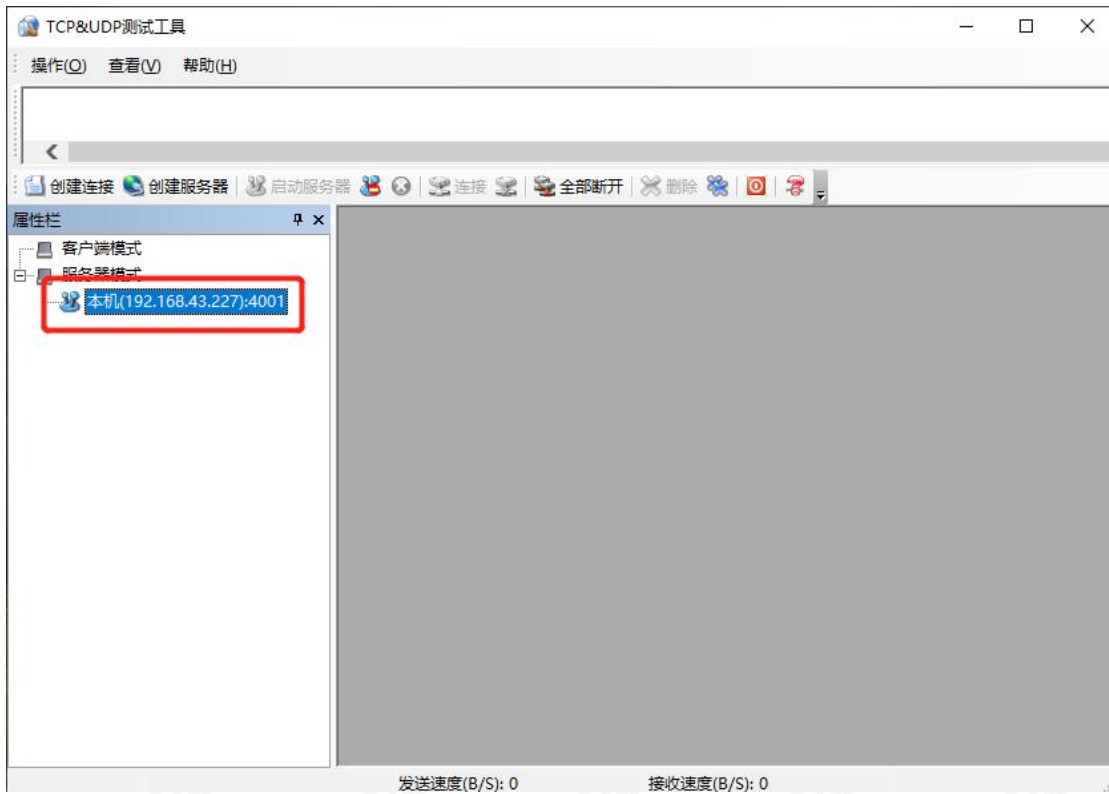 TCP&UDP测试工具
操作(O) 查看(V) 帮助(H)
创建连接 创建服务器 启动服务器 连接 全部断开 删除
属性栏
客户端模式
服务器模式
本机(192.168.43.227):4001
发送速度(B/S): 0 接收速度(B/S): 0